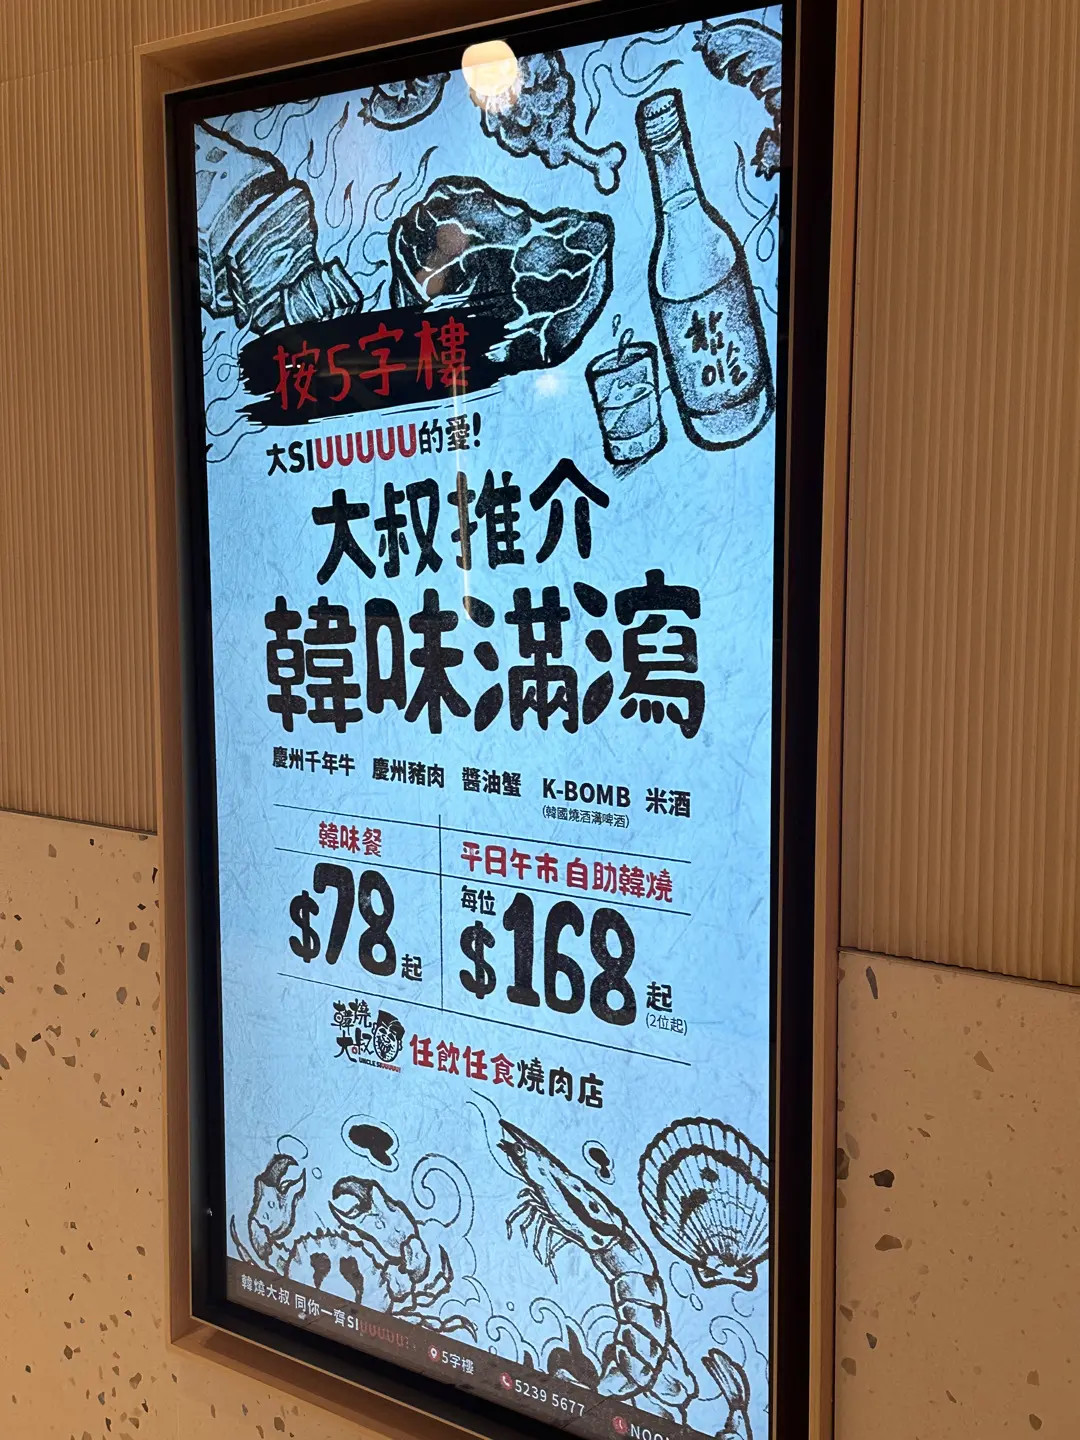 참이슬
按5字樓
大SIUUUUUU的愛!
大叔推介
韓味滿瀉
慶州千年牛 慶州豬肉 醬油蟹 K-BOMB 米酒
(韓國燒酒溝啤酒)
韓味餐
$78起
平日午市 自助韓燒
每位
$168起
(2位起)
韓燒
大叔
任飲任食燒肉店
韓燒大叔 同你一齊SIUUUUU!
5字樓
5239 5677